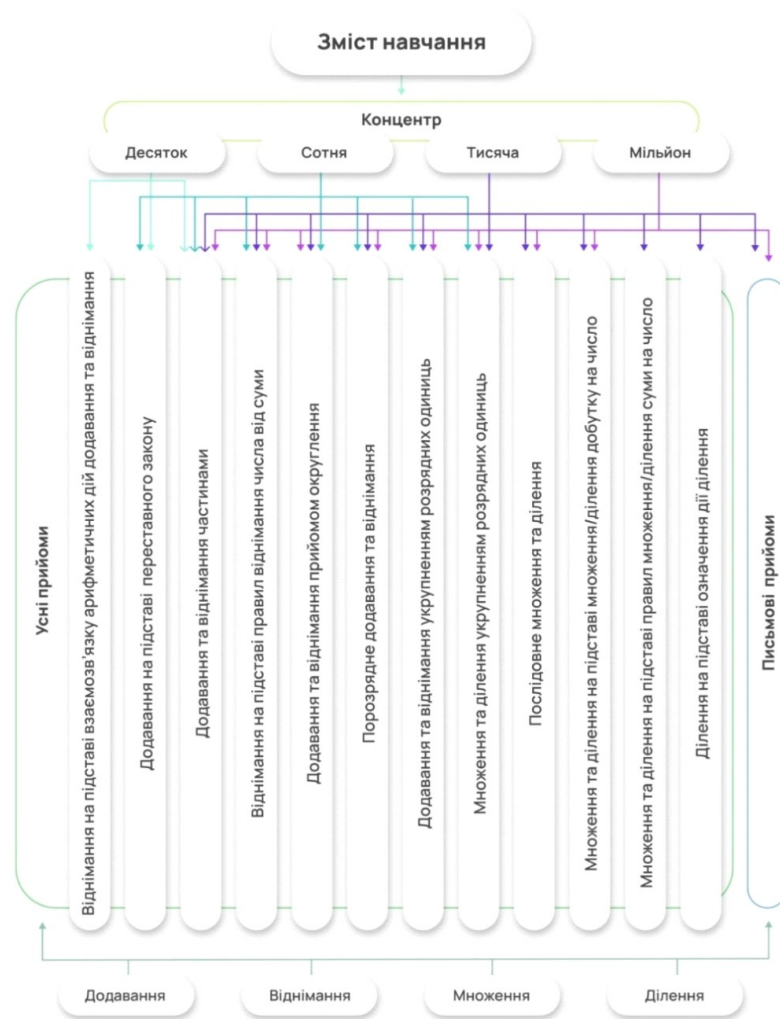 Зміст навчання
Концентр
Десяток
Сотня
Тисяча
Мільйон
Усні прийоми
Віднімання на підставі взаємозв'язку арифметичних дій додавання та віднімання
Додавання на підставі переставного закону
Додавання та віднімання частинами
Віднімання на підставі правил віднімання числа від суми
Додавання та віднімання прийомом округлення
Порозрядне додавання та віднімання
Додавання та віднімання укрупненням розрядних одиниць
Множення та ділення укрупненням розрядних одиниць
Послідовне множення та ділення
Множення та ділення на підставі множення/ділення добутку на число
Множення та ділення на підставі правил множення/ділення суми на число
Ділення на підставі означення дії ділення
Письмові прийоми
Додавання
Віднімання
Множення
Ділення